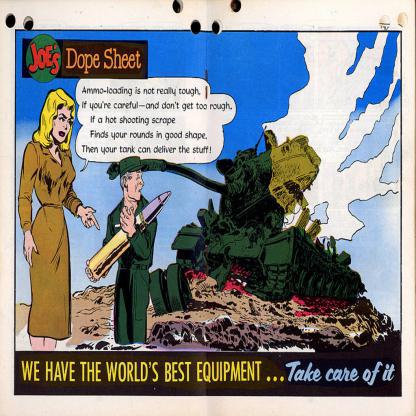 JOE'S Dope Sheet
Ammo-loading is not really tough,
If you're careful—and don't get too rough.
If a hot shooting scrape
Finds your rounds in good shape,
Then your tank can deliver the stuff!
WE HAVE THE WORLD'S BEST EQUIPMENT ...Take care of it